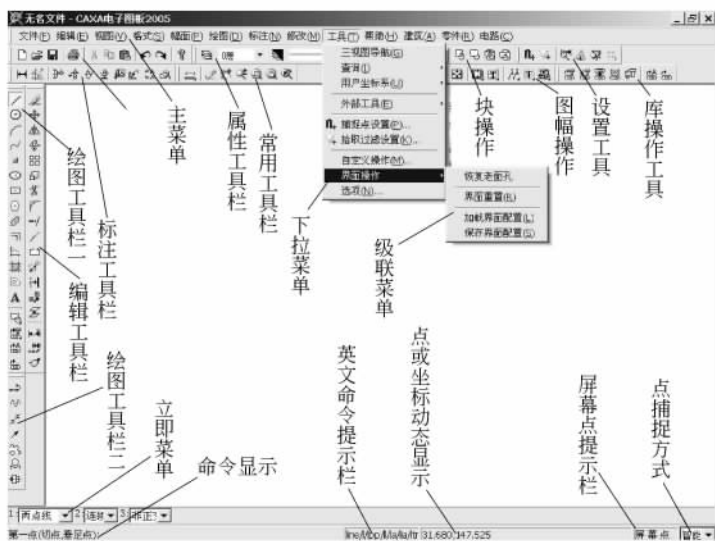 无名文件 - CAXA电子图板2005
文件(F) 编辑(E) 视图(V) 格式(S) 幅面(P) 绘图(D) 标注(N) 修改(M) 工具(T) 帮助(H) 建筑(A) 零件(R) 电路(C)
0层
三视图导航(G)
查询(I)
用户坐标系(U)
外部工具(E)
捕捉点设置(P)...
拾取过滤设置(K)...
自定义操作(M)...
界面操作
选项(N)...
恢复老面孔
界面重置(R)
加载界面配置(L)
保存界面配置(S)
主菜单
属性工具栏
常用工具栏
下拉菜单
级联菜单
块操作
图幅操作
设置工具
库操作工具
绘图工具栏一
标注工具栏
编辑工具栏
绘图工具栏二
立即菜单
命令显示
英文命令提示栏
点或坐标动态显示
屏幕点提示栏
点捕捉方式
1: 两点线 2: 连续 3: 非正交
第一点(切点,垂足点):
31.680,147.525
屏幕点
智能